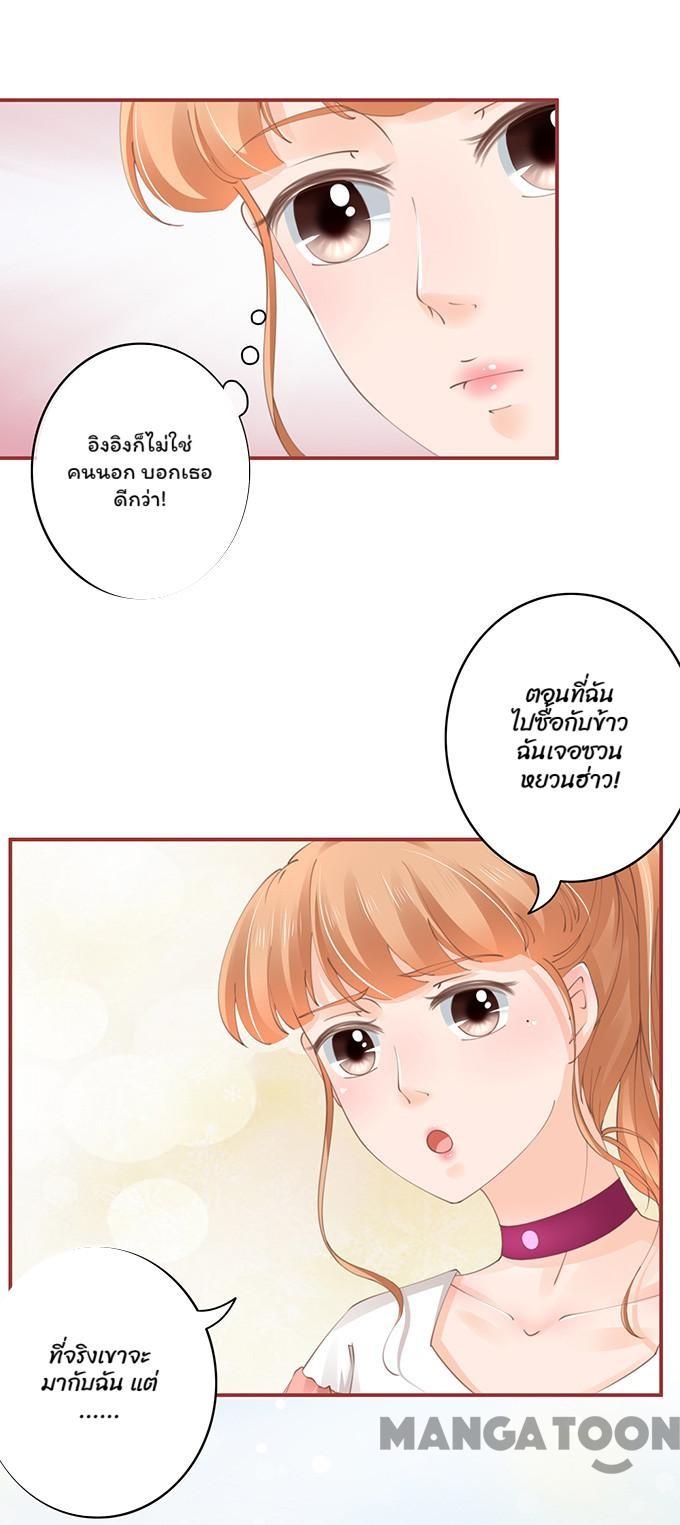 อิงอิงก็ไม่ใช่
คนนอก บอกเธอ
ดีกว่า!
ตอนที่ฉัน
ไปซื้อกับข้าว
ฉันเจอซวน
หยวนฮ่าว!
ที่จริงเขาจะ
มากับฉัน แต่
......
MANGATOON